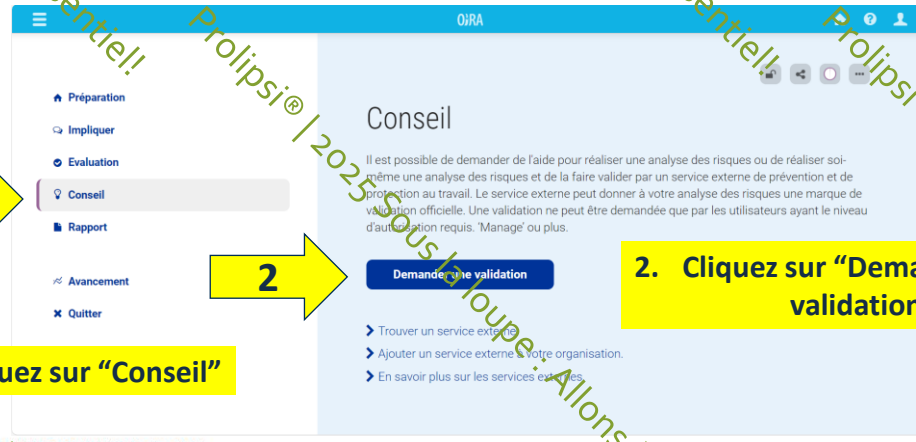 OiRA
Préparation
Impliquer
Evaluation
Conseil
Rapport
Avancement
Quitter
Conseil
Il est possible de demander de l'aide pour réaliser une analyse des risques ou de réaliser soi-
même une analyse des risques et de la faire valider par un service externe de prévention et de
protection au travail. Le service externe peut donner à votre analyse des risques une marque de
validation officielle. Une validation ne peut être demandée que par les utilisateurs ayant le niveau
d'autorisation requis. 'Manage' ou plus.
Demander une validation
Trouver un service externe
Ajouter un service externe à votre organisation.
En savoir plus sur les services externes.
2
2. Cliquez sur “Dema
validation
uez sur “Conseil”
entiel!
Prolipsi® | 2025 Sous la loupe : Allons
entiel!
Prolipsi